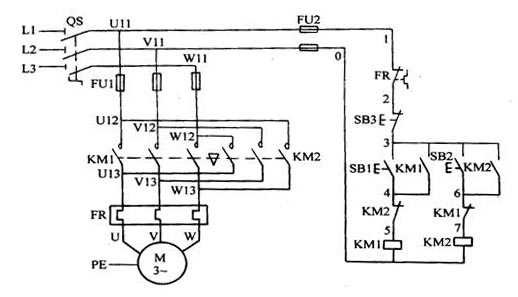 QS U11 FU2
L1 1
L2 V11 0
L3 W11
FU1 FR
2
U12 SB3
V12
W12 3
KM1 KM2 SB1 KM1 SB2 KM2
U13
V13 W13 4 6
FR KM2 KM1
5 7
U V W KM1 KM2
M
PE 3~